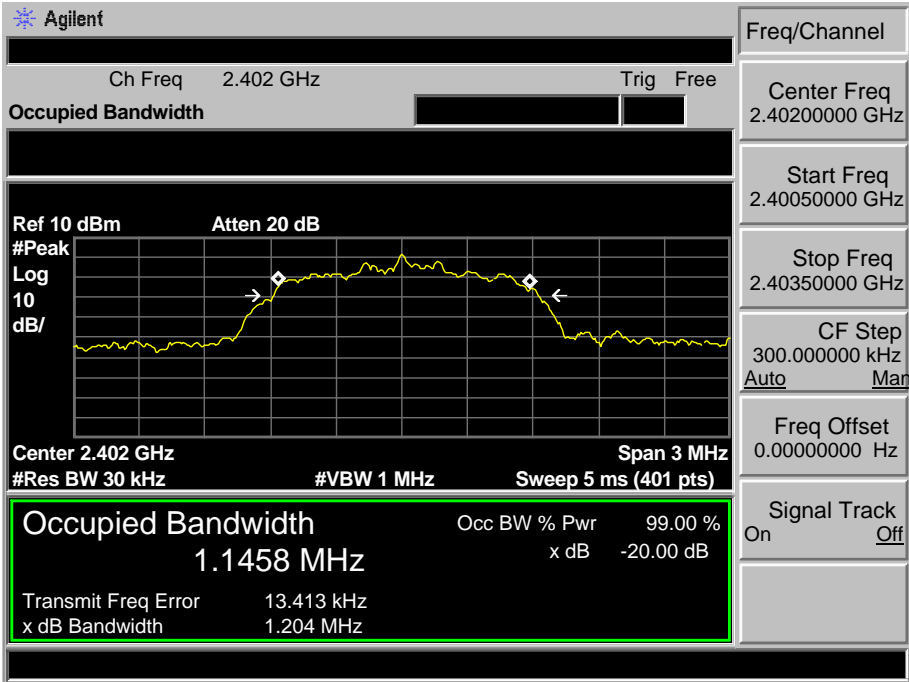 Agilent
Freq/Channel
Ch Freq 2.402 GHz Trig Free
Occupied Bandwidth
Center Freq
2.40200000 GHz
Start Freq
2.40050000 GHz
Stop Freq
2.40350000 GHz
CF Step
300.000000 kHz
Auto Man
Freq Offset
0.00000000 Hz
Signal Track
On Off
Ref 10 dBm Atten 20 dB
#Peak
Log
10
dB/
Center 2.402 GHz Span 3 MHz
#Res BW 30 kHz #VBW 1 MHz Sweep 5 ms (401 pts)
Occupied Bandwidth
1.1458 MHz
Occ BW % Pwr 99.00 %
x dB -20.00 dB
Transmit Freq Error 13.413 kHz
x dB Bandwidth 1.204 MHz